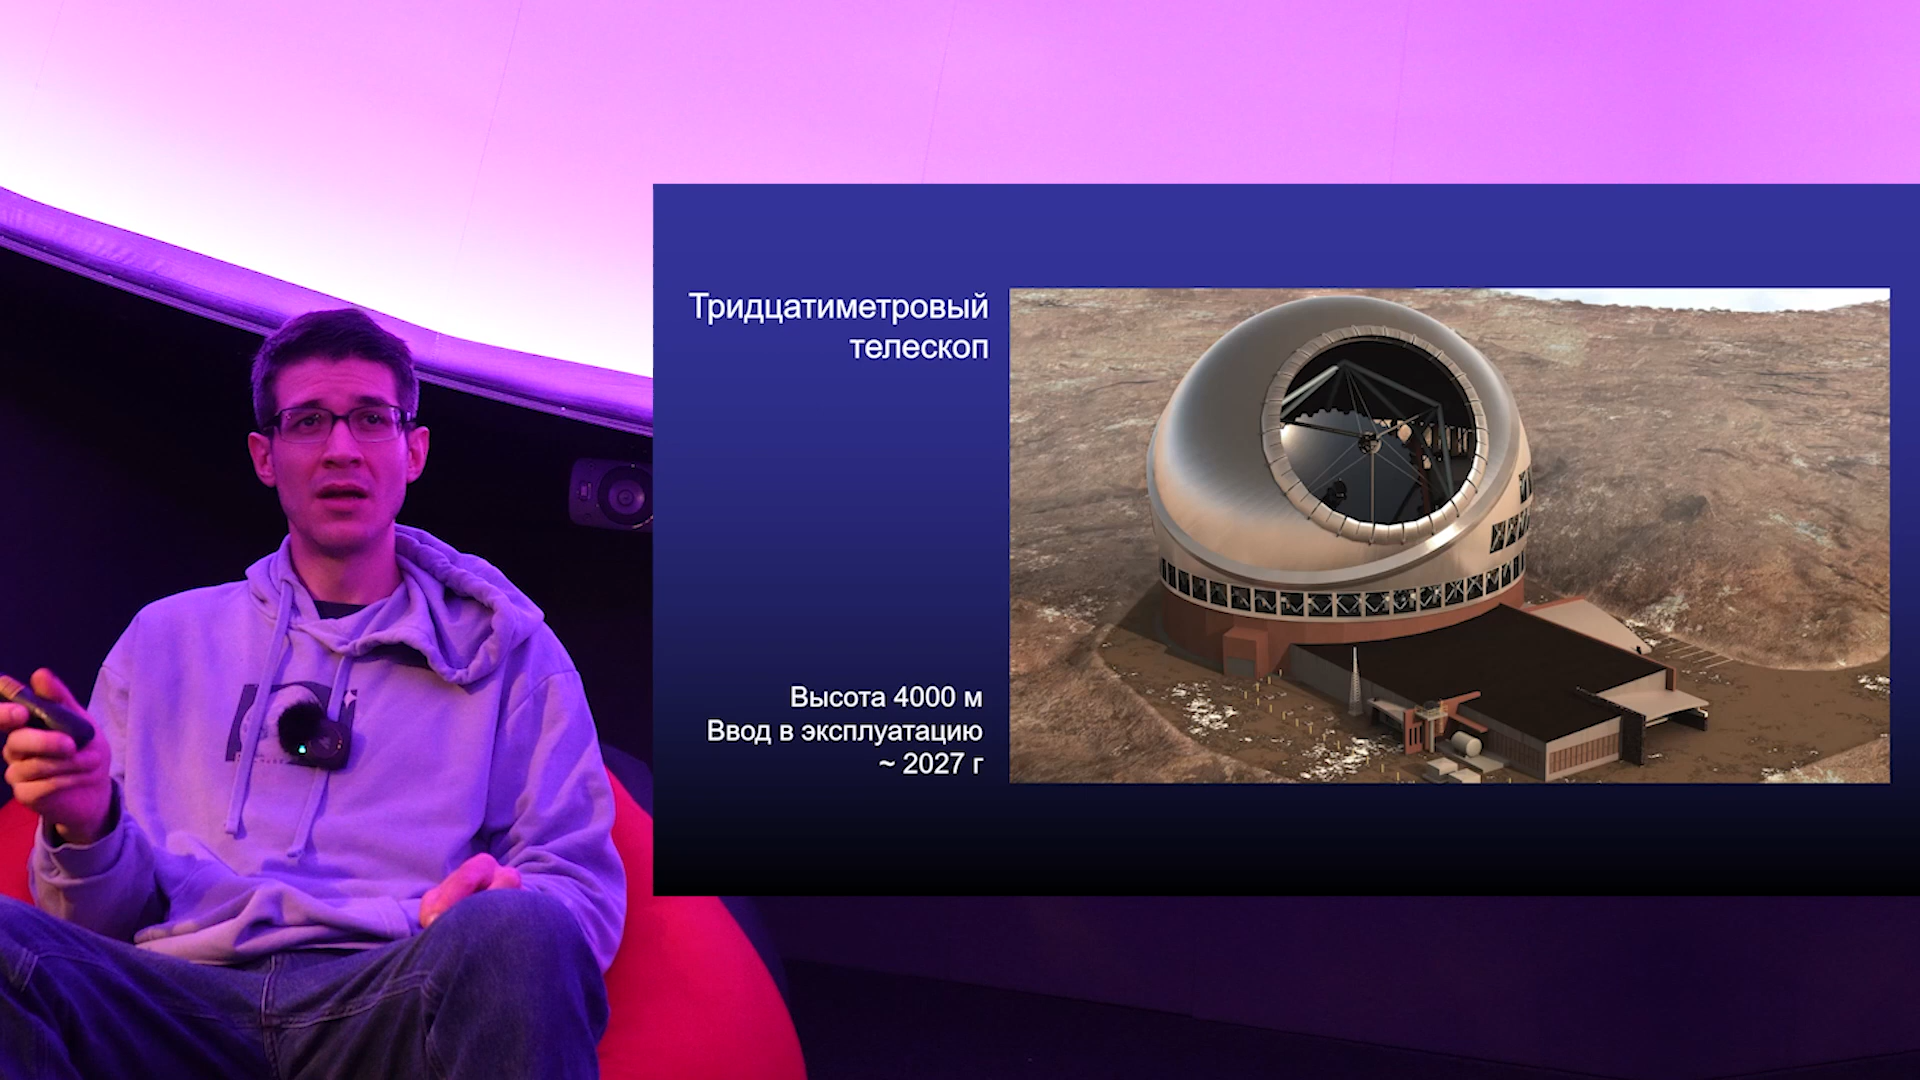 Тридцатиметровый
телескоп
Высота 4000 м
Ввод в эксплуатацию
~ 2027 г